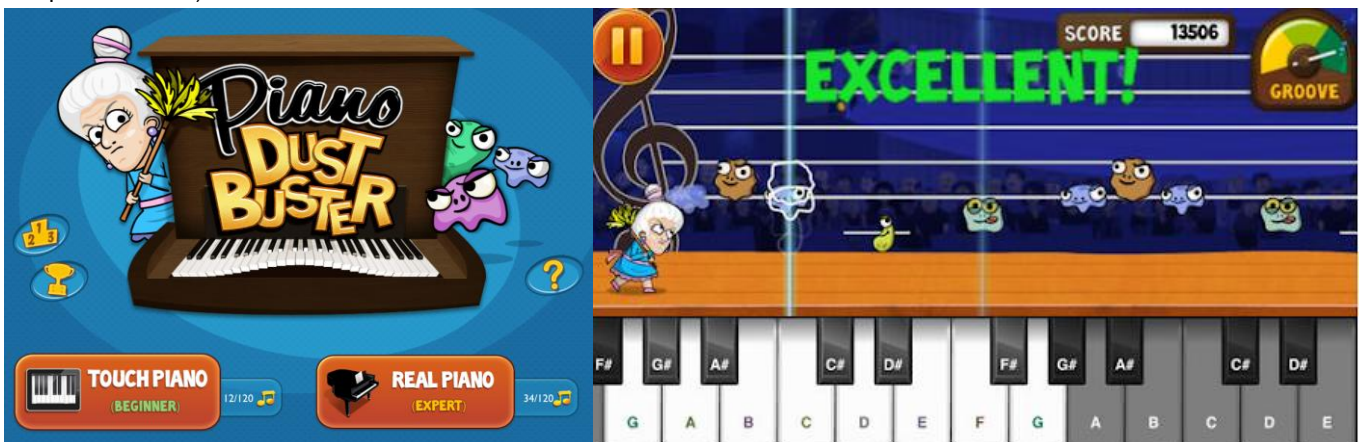 Piano
DUST
BUSTER
1
2 3
?
TOUCH PIANO
(BEGINNER)
12/120
REAL PIANO
(EXPERT)
34/120
SCORE 13506
EXCELLENT!
GROOVE
F# G# A# C# D# F# G# A# C# D#
G A B C D E F G A B C D E